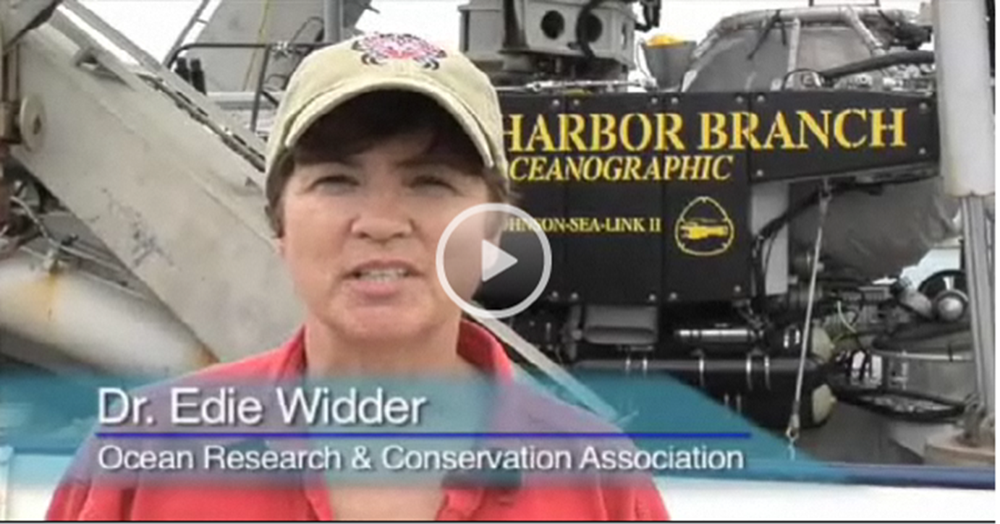 HARBOR BRANCH
CEANOGRAPHIC
HNSON-SEA-LINK II
Dr. Edie Widder
Ocean Research & Conservation Association